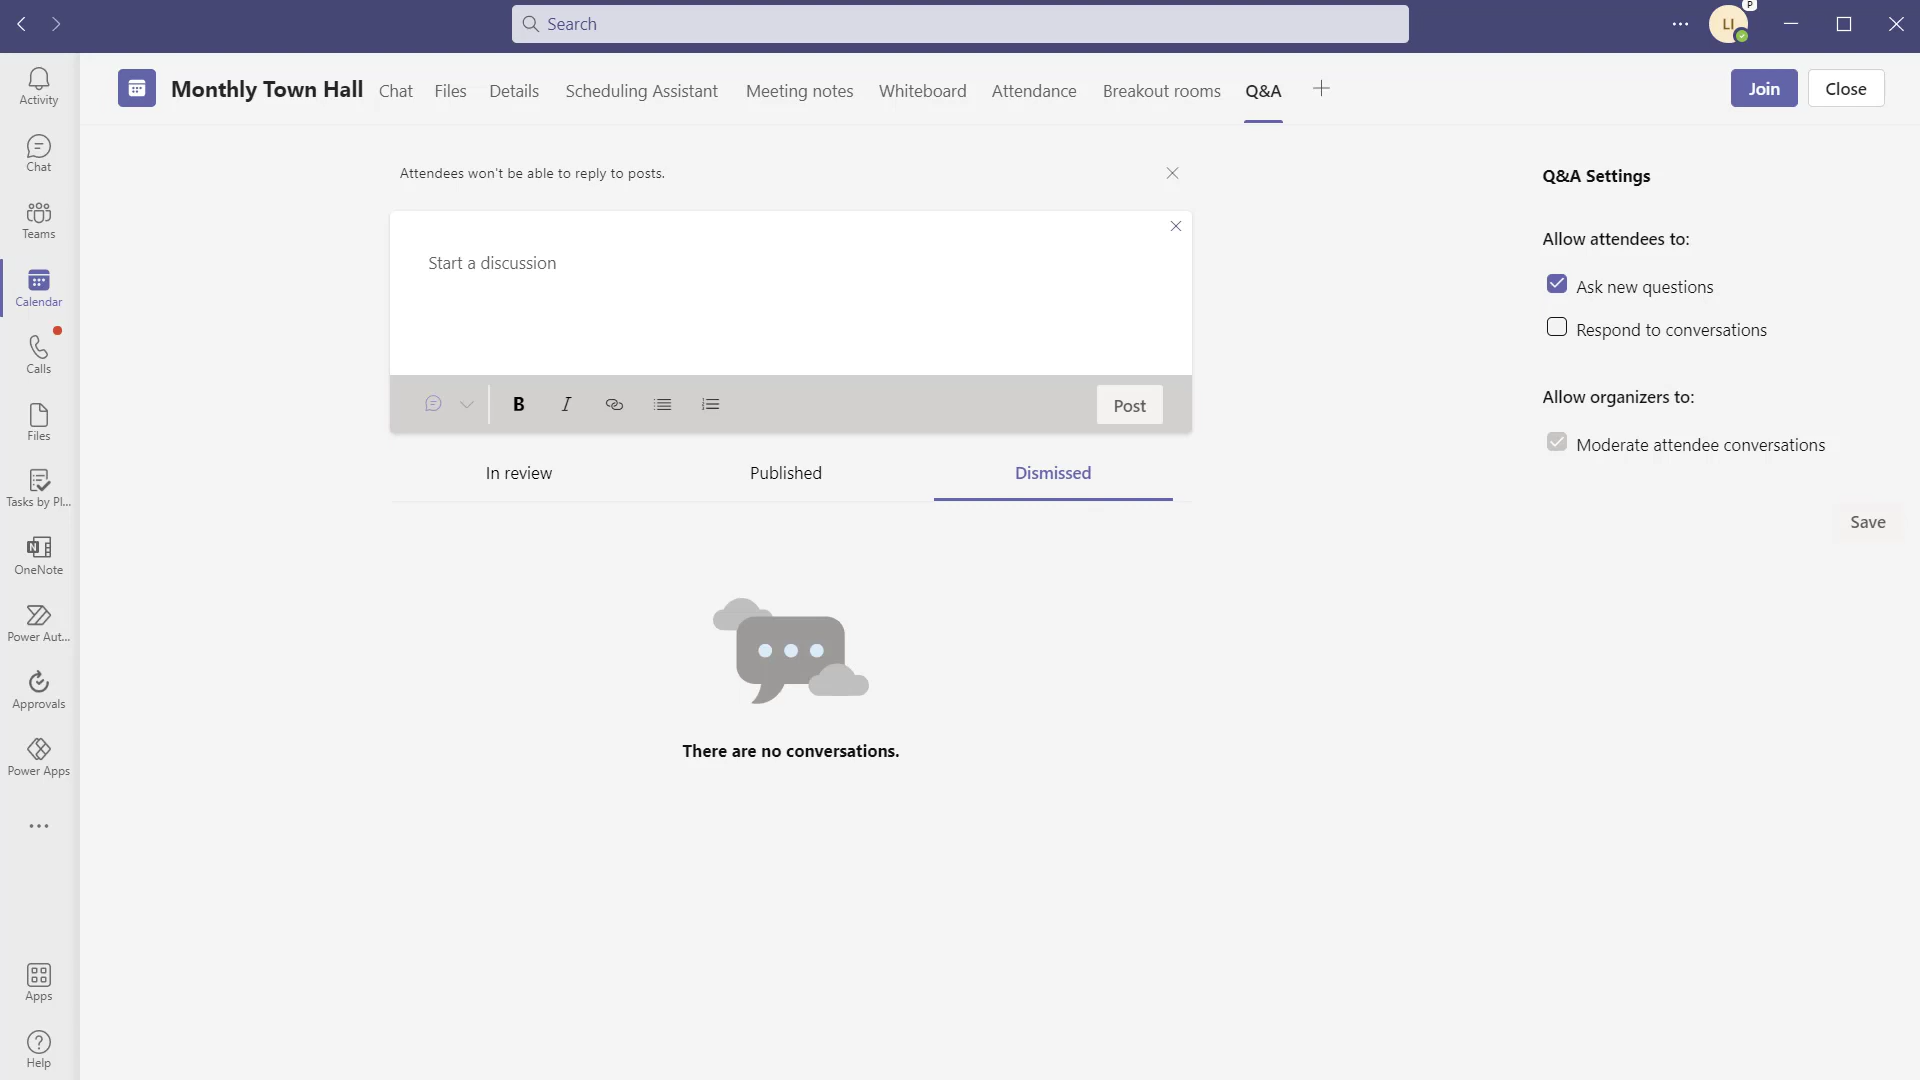 Search
P
LI
Monthly Town Hall Chat Files Details Scheduling Assistant Meeting notes Whiteboard Attendance Breakout rooms Q&A
Join Close
Activity
Chat
Teams
Calendar
Calls
Files
Tasks by Pl...
OneNote
Power Aut...
Approvals
Power Apps
Apps
Help
Attendees won't be able to reply to posts.
Start a discussion
B I
Post
In review Published Dismissed
There are no conversations.
Q&A Settings
Allow attendees to:
Ask new questions
Respond to conversations
Allow organizers to:
Moderate attendee conversations
Save